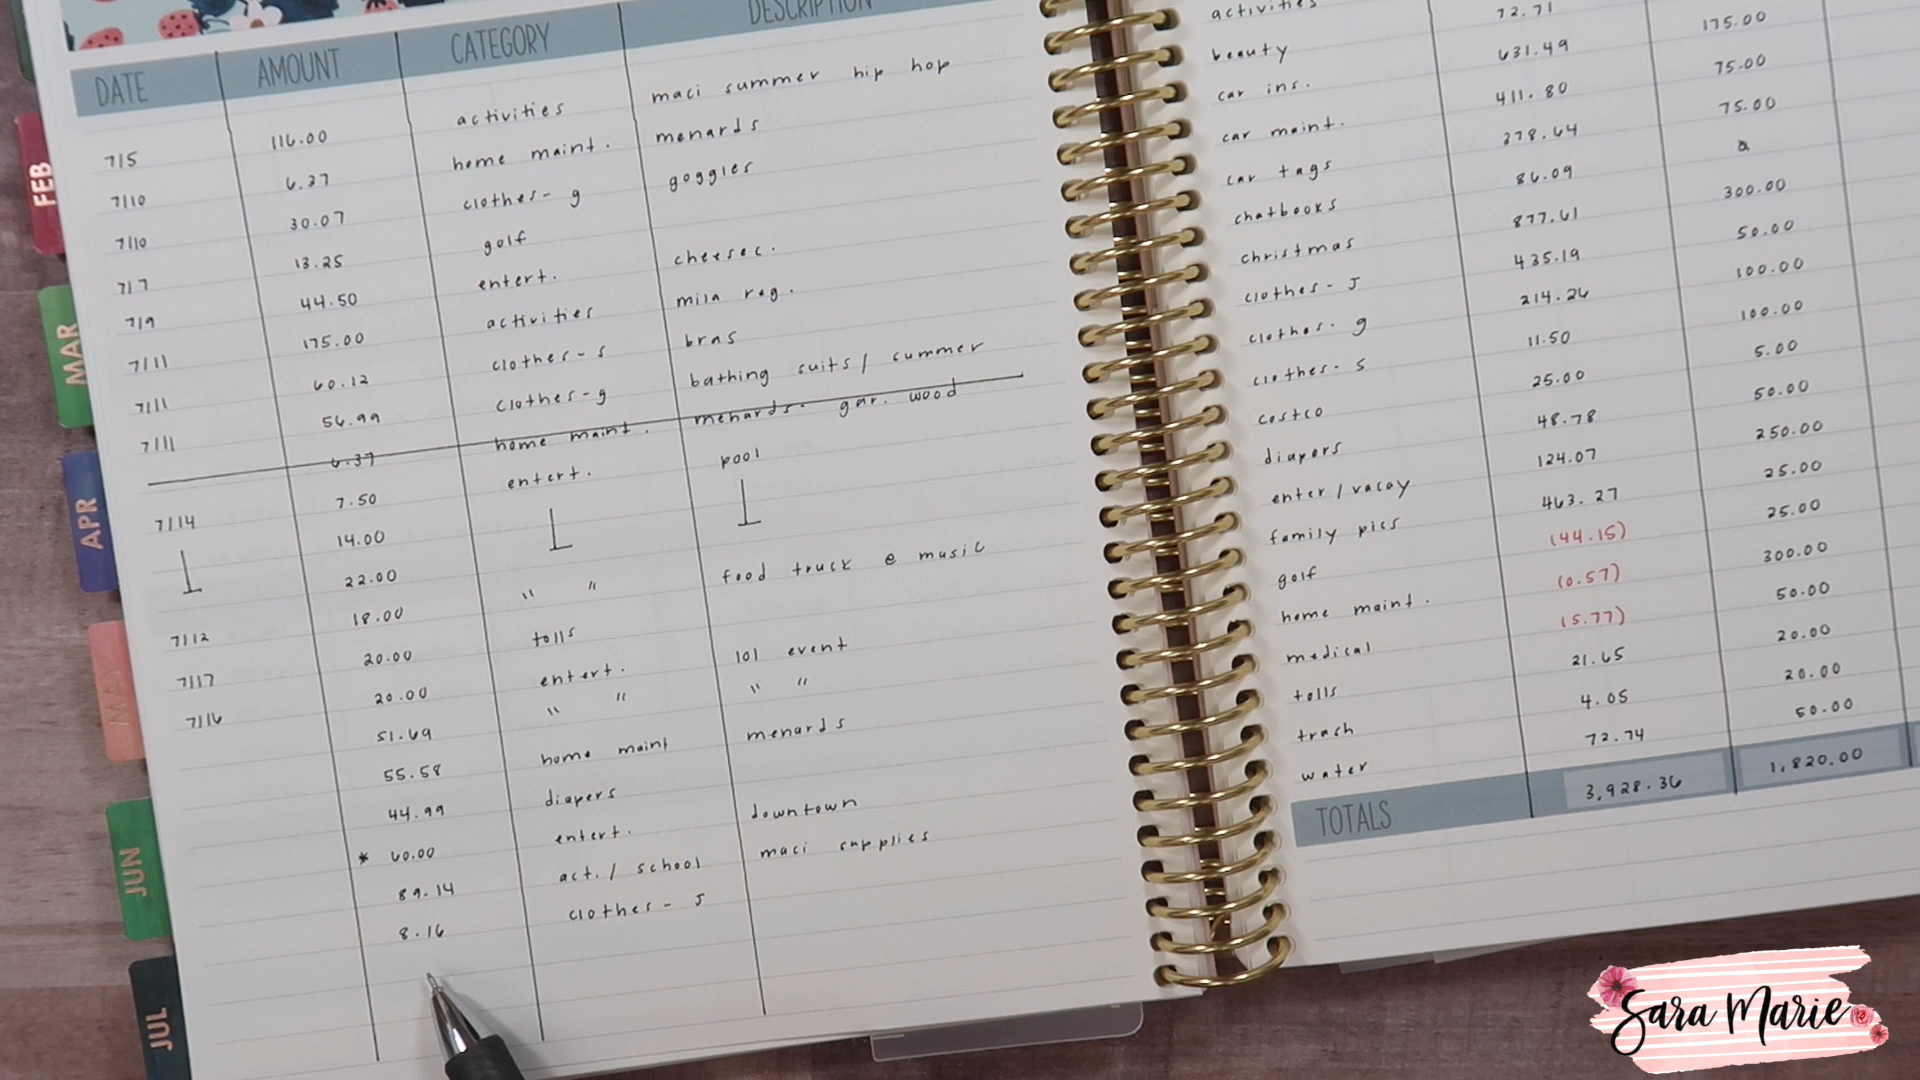 DATE AMOUNT CATEGORY DESCRIPTION
7/5 116.00 activities maci summer hip hop
7/10 6.37 home maint. menards
7/10 30.07 clothes- g goggles
7/7 13.25 golf
7/9 44.50 entert. cheesec.
7/11 175.00 activities mila reg.
7/11 60.12 clothes- s bras
7/11 56.99 clothes-g bathing suits/ summer
6.37 home maint. menards- gar. wood
7/14 7.50 entert. pool
14.00
22.00
7/12 18.00 " " food truck @ music
7/17 20.00 tolls
7/16 20.00 entert. 101 event
51.69 " " " "
55.58 home maint menards
44.99 diapers
* 60.00 entert. downtown
89.14 act. / school maci supplies
8.16 clothes- J
activities 72.71 175.00
beauty 631.49 75.00
car ins. 411.80 75.00
car maint. 278.64
car tags 86.09 300.00
chatbooks 877.61 50.00
christmas 435.19 100.00
clothes- J 214.26 100.00
clothes- g 11.50 5.00
clothes- S 25.00 50.00
costco 48.78 250.00
diapers 124.07 25.00
enter/vacay 463.27 25.00
family pics (44.15) 300.00
golf (0.57) 50.00
home maint. (5.77) 20.00
medical 21.65 20.00
tolls 4.05 50.00
trash 72.74
water
TOTALS 3,928.36 1,820.00
FEB
MAR
APR
MAY
JUN
JUL
Sara Marie